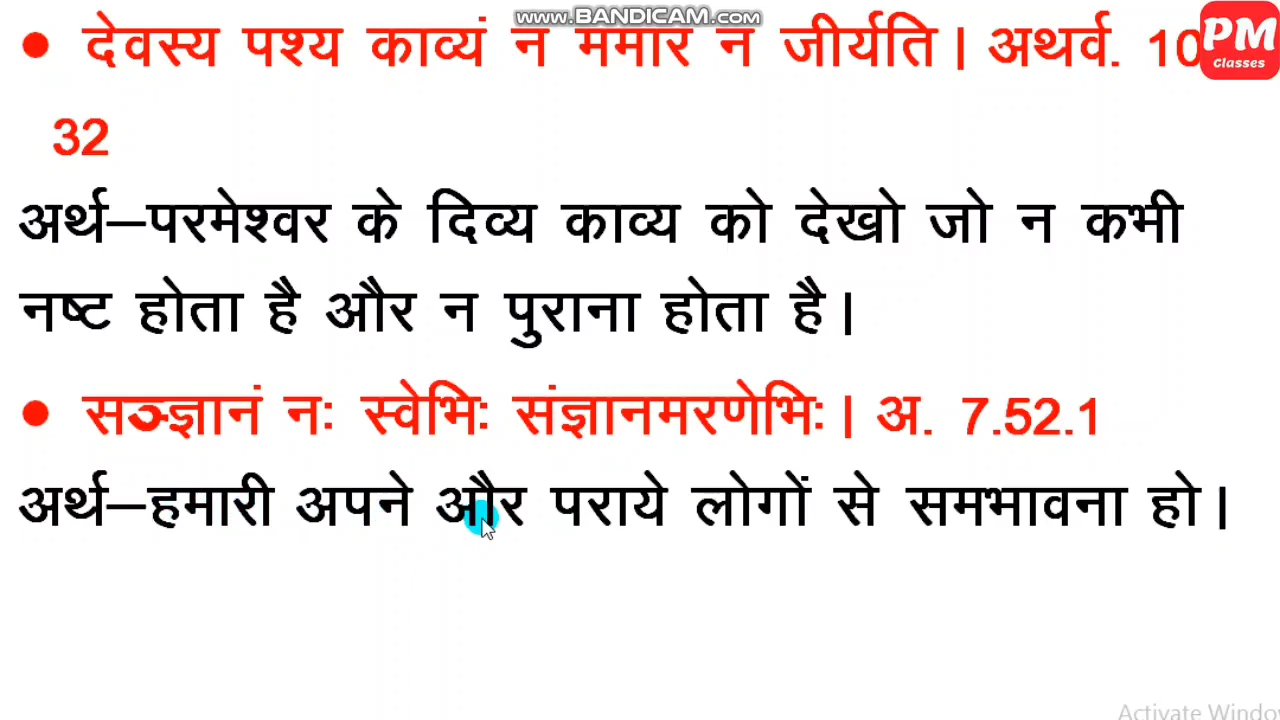 www.BANDICAM.com
• देवस्य पश्य काव्यं न ममार न जीर्यति। अथर्व. 10
PM
Classes
32
अर्थ–परमेश्वर के दिव्य काव्य को देखो जो न कभी
नष्ट होता है और न पुराना होता है।
• सञ्ज्ञानं नः स्वेभिः संज्ञानमरणेभिः। अ. 7.52.1
अर्थ–हमारी अपने और पराये लोगों से समभावना हो।
Activate Windo